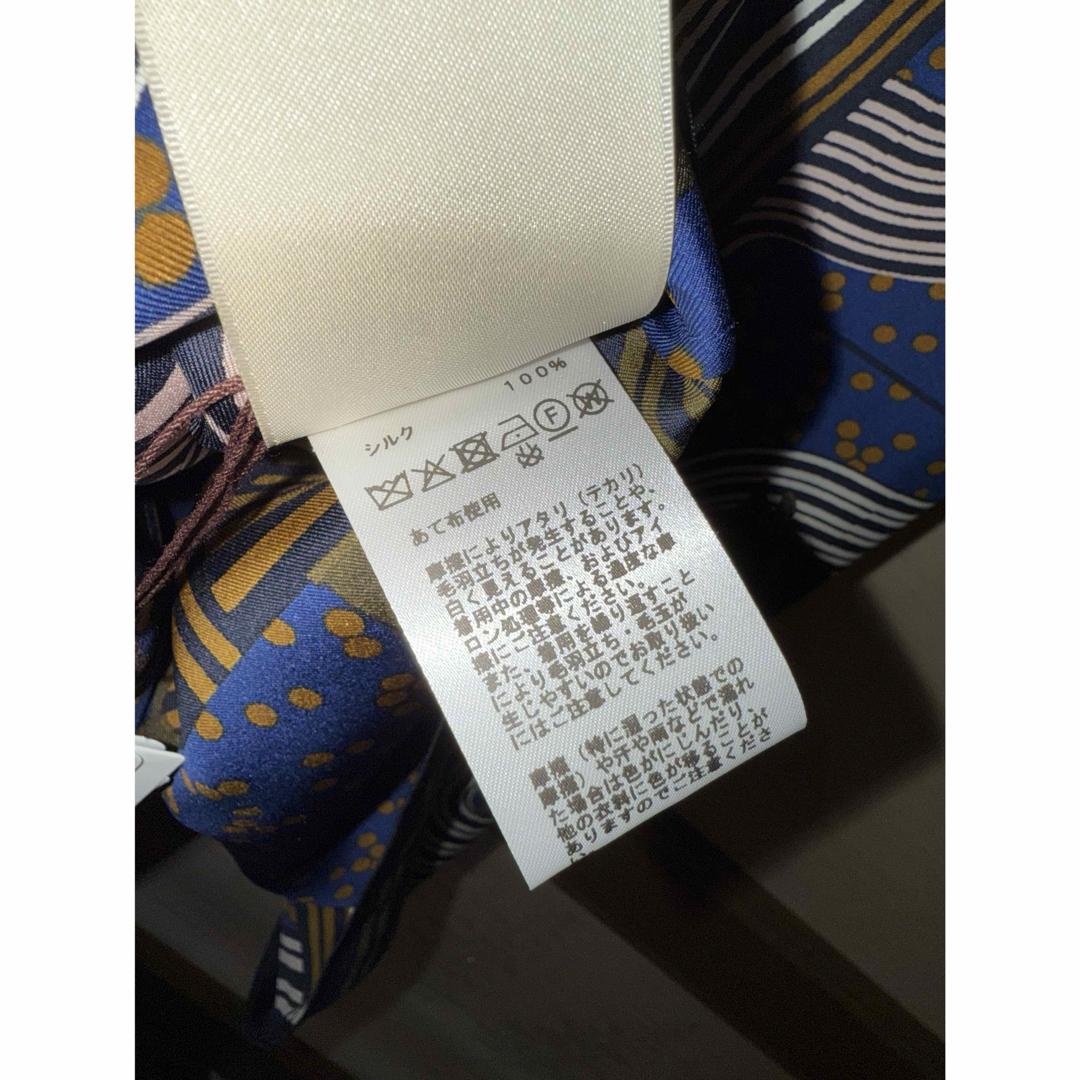 シルク 100%
F W
あて布使用
摩擦によりアタリ(テカリ)
毛羽立ちが発生することや、
白く見えることがあります。
着用中の摩擦、およびアイ
ロン処理等による過度な摩
擦にご注意ください。
また、着用を繰り返すこと
により毛羽立ち・毛玉が
生じやすいのでお取り扱い
にはご注意してください。
摩擦(特に湿った状態での
摩擦)や汗や雨などで濡れ
た場合は色がにじんだり、
他の衣料に色が移ることが
ありますのでご注意くださ
い。